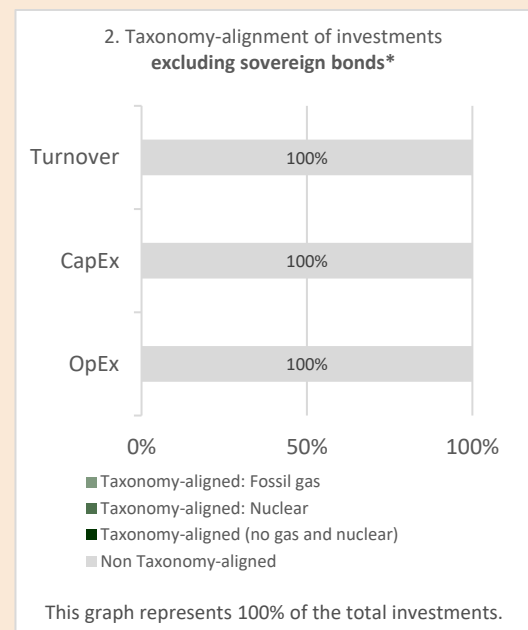 2. Taxonomy-alignment of investments
excluding sovereign bonds*
Turnover
100%
CapEx
100%
OpEx
100%
0%
50%
100%
Taxonomy-aligned: Fossil gas
Taxonomy-aligned: Nuclear
Taxonomy-aligned (no gas and nuclear)
Non Taxonomy-aligned
This graph represents 100% of the total investments.